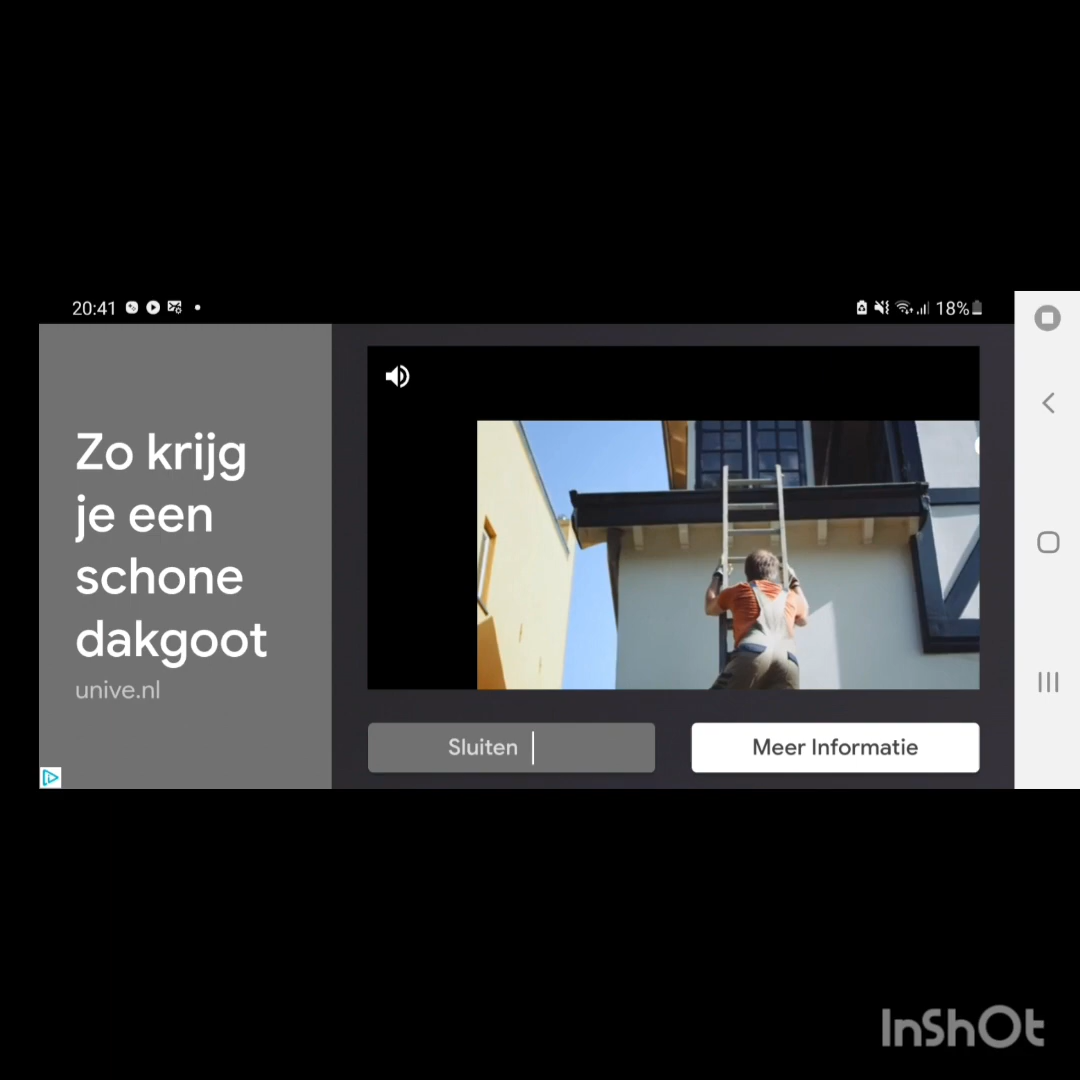 20:41
18%
Zo krijg
je een
schone
dakgoot
unive.nl
Sluiten
Meer Informatie
InShOt